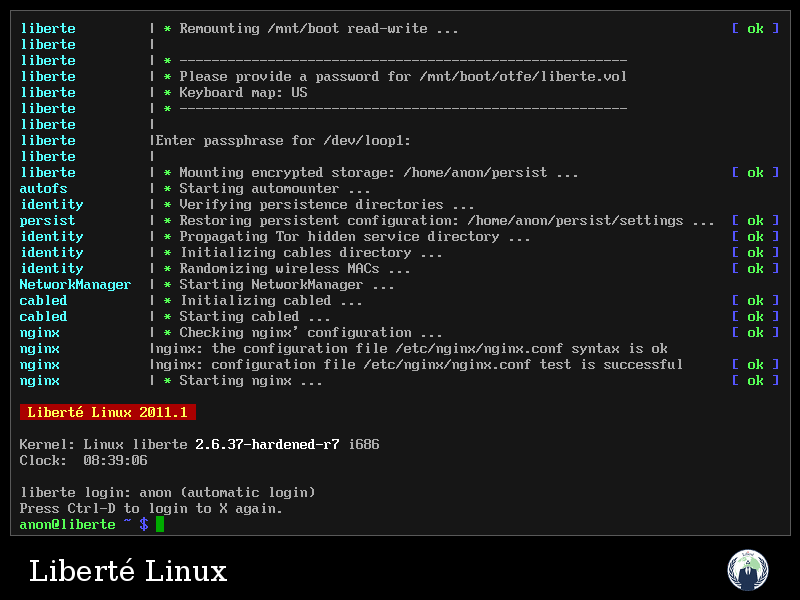 liberte | * Remounting /mnt/boot read-write ... [ ok ]
liberte |
liberte | * --------------------------------------------------------
liberte | * Please provide a password for /mnt/boot/otfe/liberte.vol
liberte | * Keyboard map: US
liberte | * --------------------------------------------------------
liberte |
liberte |Enter passphrase for /dev/loop1:
liberte |
liberte | * Mounting encrypted storage: /home/anon/persist ... [ ok ]
autofs | * Starting automounter ...
identity | * Verifying persistence directories ...
persist | * Restoring persistent configuration: /home/anon/persist/settings ... [ ok ]
identity | * Propagating Tor hidden service directory ... [ ok ]
identity | * Initializing cables directory ... [ ok ]
identity | * Randomizing wireless MACs ... [ ok ]
NetworkManager | * Starting NetworkManager ...
cabled | * Initializing cabled ... [ ok ]
cabled | * Starting cabled ... [ ok ]
nginx | * Checking nginx' configuration ... [ ok ]
nginx |nginx: the configuration file /etc/nginx/nginx.conf syntax is ok
nginx |nginx: configuration file /etc/nginx/nginx.conf test is successful [ ok ]
nginx | * Starting nginx ... [ ok ]
Liberté Linux 2011.1
Kernel: Linux liberte 2.6.37-hardened-r7 i686
Clock: 08:39:06
liberte login: anon (automatic login)
Press Ctrl-D to login to X again.
anon@liberte ~ $
Liberté Linux